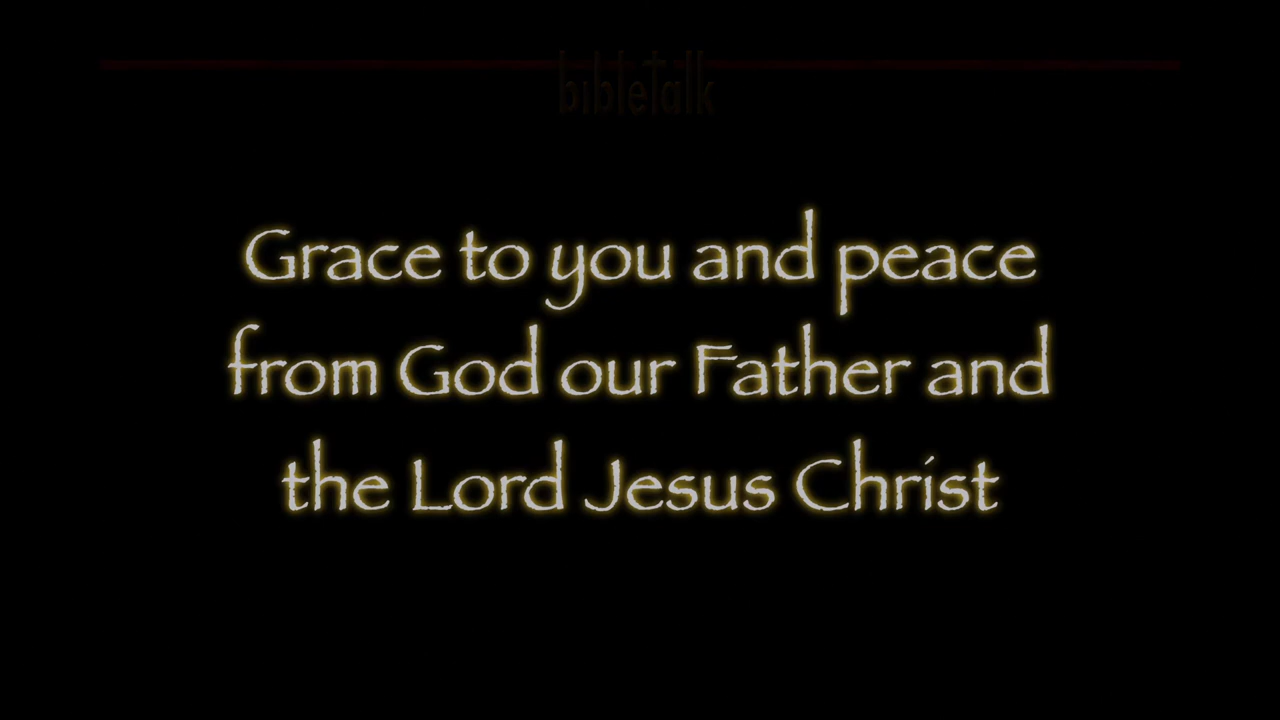 bibletalk
Grace to you and peace
from God our Father and
the Lord Jesus Christ